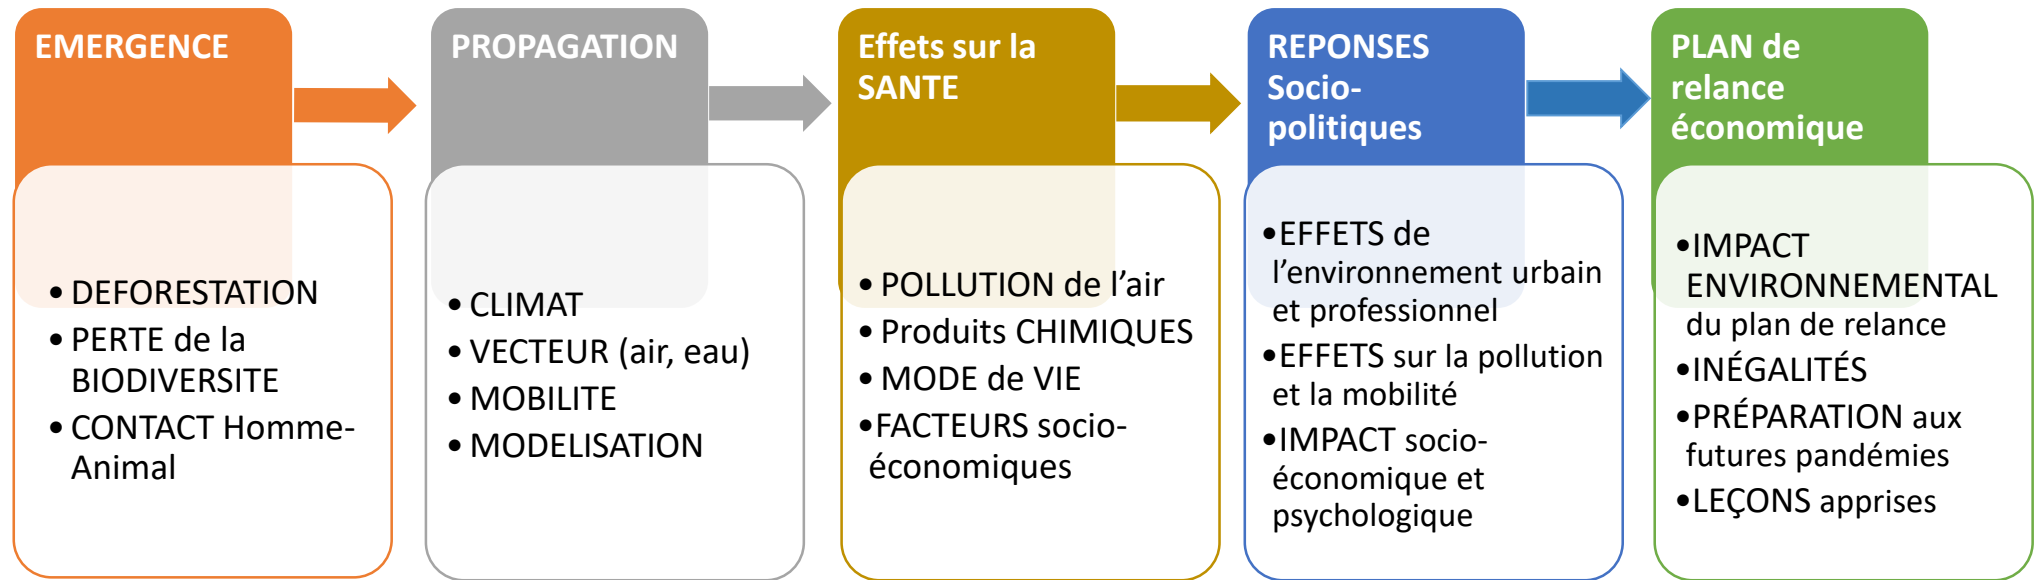 EMERGENCE
• DEFORESTATION
• PERTE de la
BIODIVERSITE
• CONTACT Homme-
Animal
PROPAGATION
• CLIMAT
• VECTEUR (air, eau)
• MOBILITE
• MODELISATION
Effets sur la
SANTE
• POLLUTION de l’air
• Produits CHIMIQUES
• MODE de VIE
•FACTEURS socio-
économiques
REPONSES
Socio-
politiques
•EFFETS de
l’environnement urbain
et professionnel
•EFFETS sur la pollution
et la mobilité
•IMPACT socio-
économique et
psychologique
PLAN de
relance
économique
•IMPACT
ENVIRONNEMENTAL
du plan de relance
•INÉGALITÉS
•PRÉPARATION aux
futures pandémies
•LEÇONS apprises